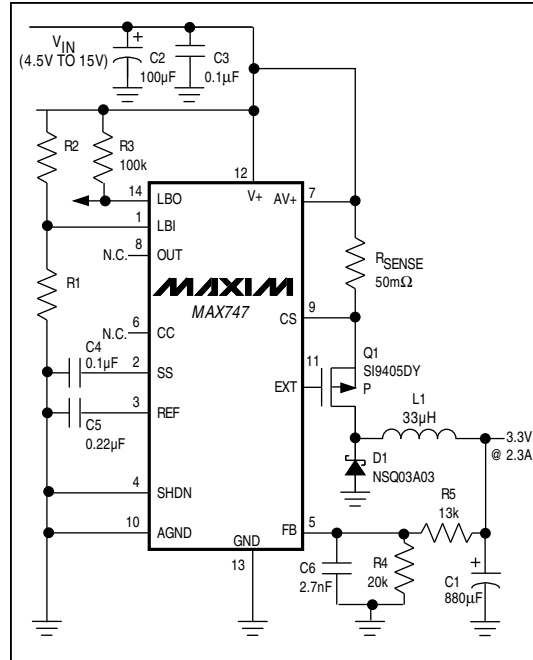 VIN
(4.5V TO 15V)
+
C2
100µF
C3
0.1µF
R2
R3
100k
12
V+
14
LBO
AV+
7
1
LBI
8
N.C.
OUT
RSENSE
50mΩ
MAXIM
MAX747
CS
9
6
N.C.
CC
C4
0.1µF
2
SS
R1
Q1
SI9405DY
P
EXT
11
3
REF
C5
0.22µF
L1
33µH
3.3V
@ 2.3A
D1
NSQ03A03
4
SHDN
R5
13k
10
AGND
FB
5
GND
13
C6
2.7nF
R4
20k
+
C1
880µF